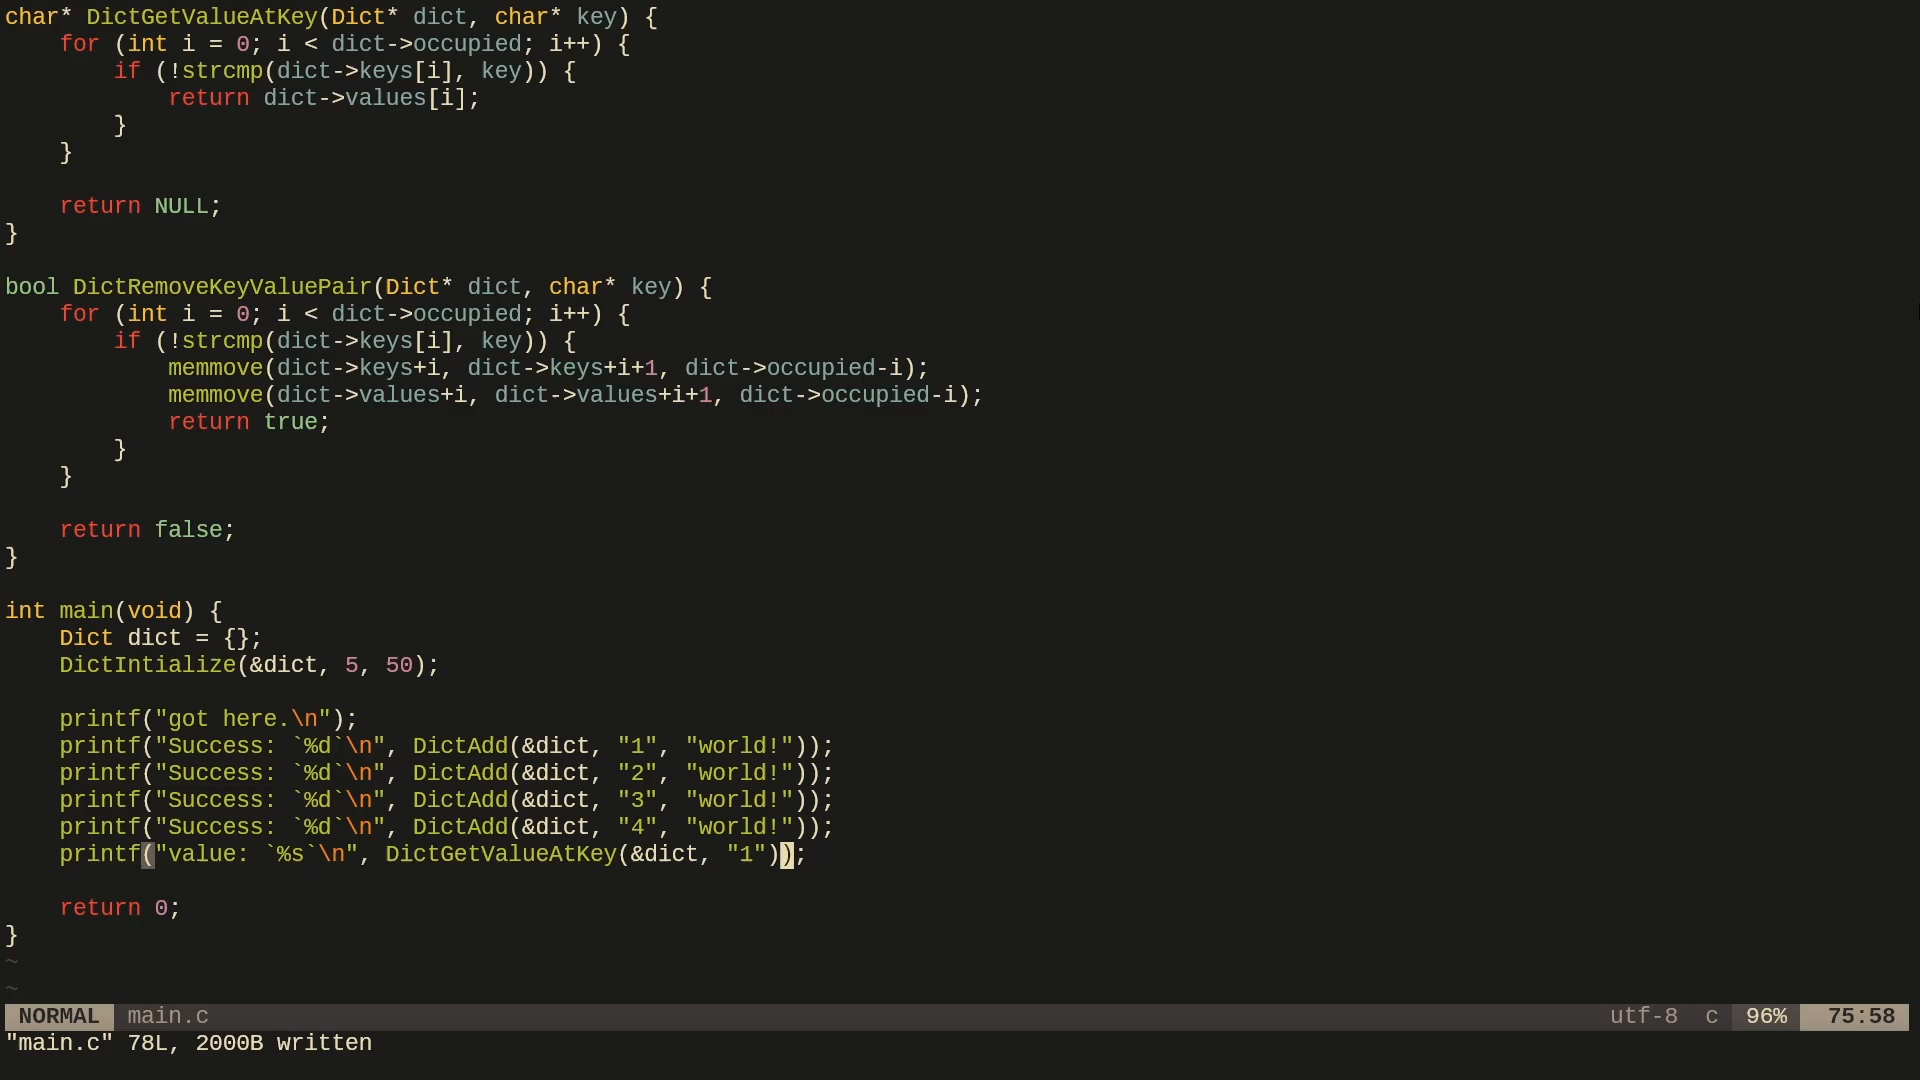 char* DictGetValueAtKey(Dict* dict, char* key) {
    for (int i = 0; i < dict->occupied; i++) {
        if (!strcmp(dict->keys[i], key)) {
            return dict->values[i];
        }
    }

    return NULL;
}

bool DictRemoveKeyValuePair(Dict* dict, char* key) {
    for (int i = 0; i < dict->occupied; i++) {
        if (!strcmp(dict->keys[i], key)) {
            memmove(dict->keys+i, dict->keys+i+1, dict->occupied-i);
            memmove(dict->values+i, dict->values+i+1, dict->occupied-i);
            return true;
        }
    }

    return false;
}

int main(void) {
    Dict dict = {};
    DictIntialize(&dict, 5, 50);

    printf("got here.\n");
    printf("Success: `%d`\n", DictAdd(&dict, "1", "world!"));
    printf("Success: `%d`\n", DictAdd(&dict, "2", "world!"));
    printf("Success: `%d`\n", DictAdd(&dict, "3", "world!"));
    printf("Success: `%d`\n", DictAdd(&dict, "4", "world!"));
    printf("value: `%s`\n", DictGetValueAtKey(&dict, "1"));

    return 0;
}
~
~
NORMAL main.c utf-8 c 96% 75:58
"main.c" 78L, 2000B written